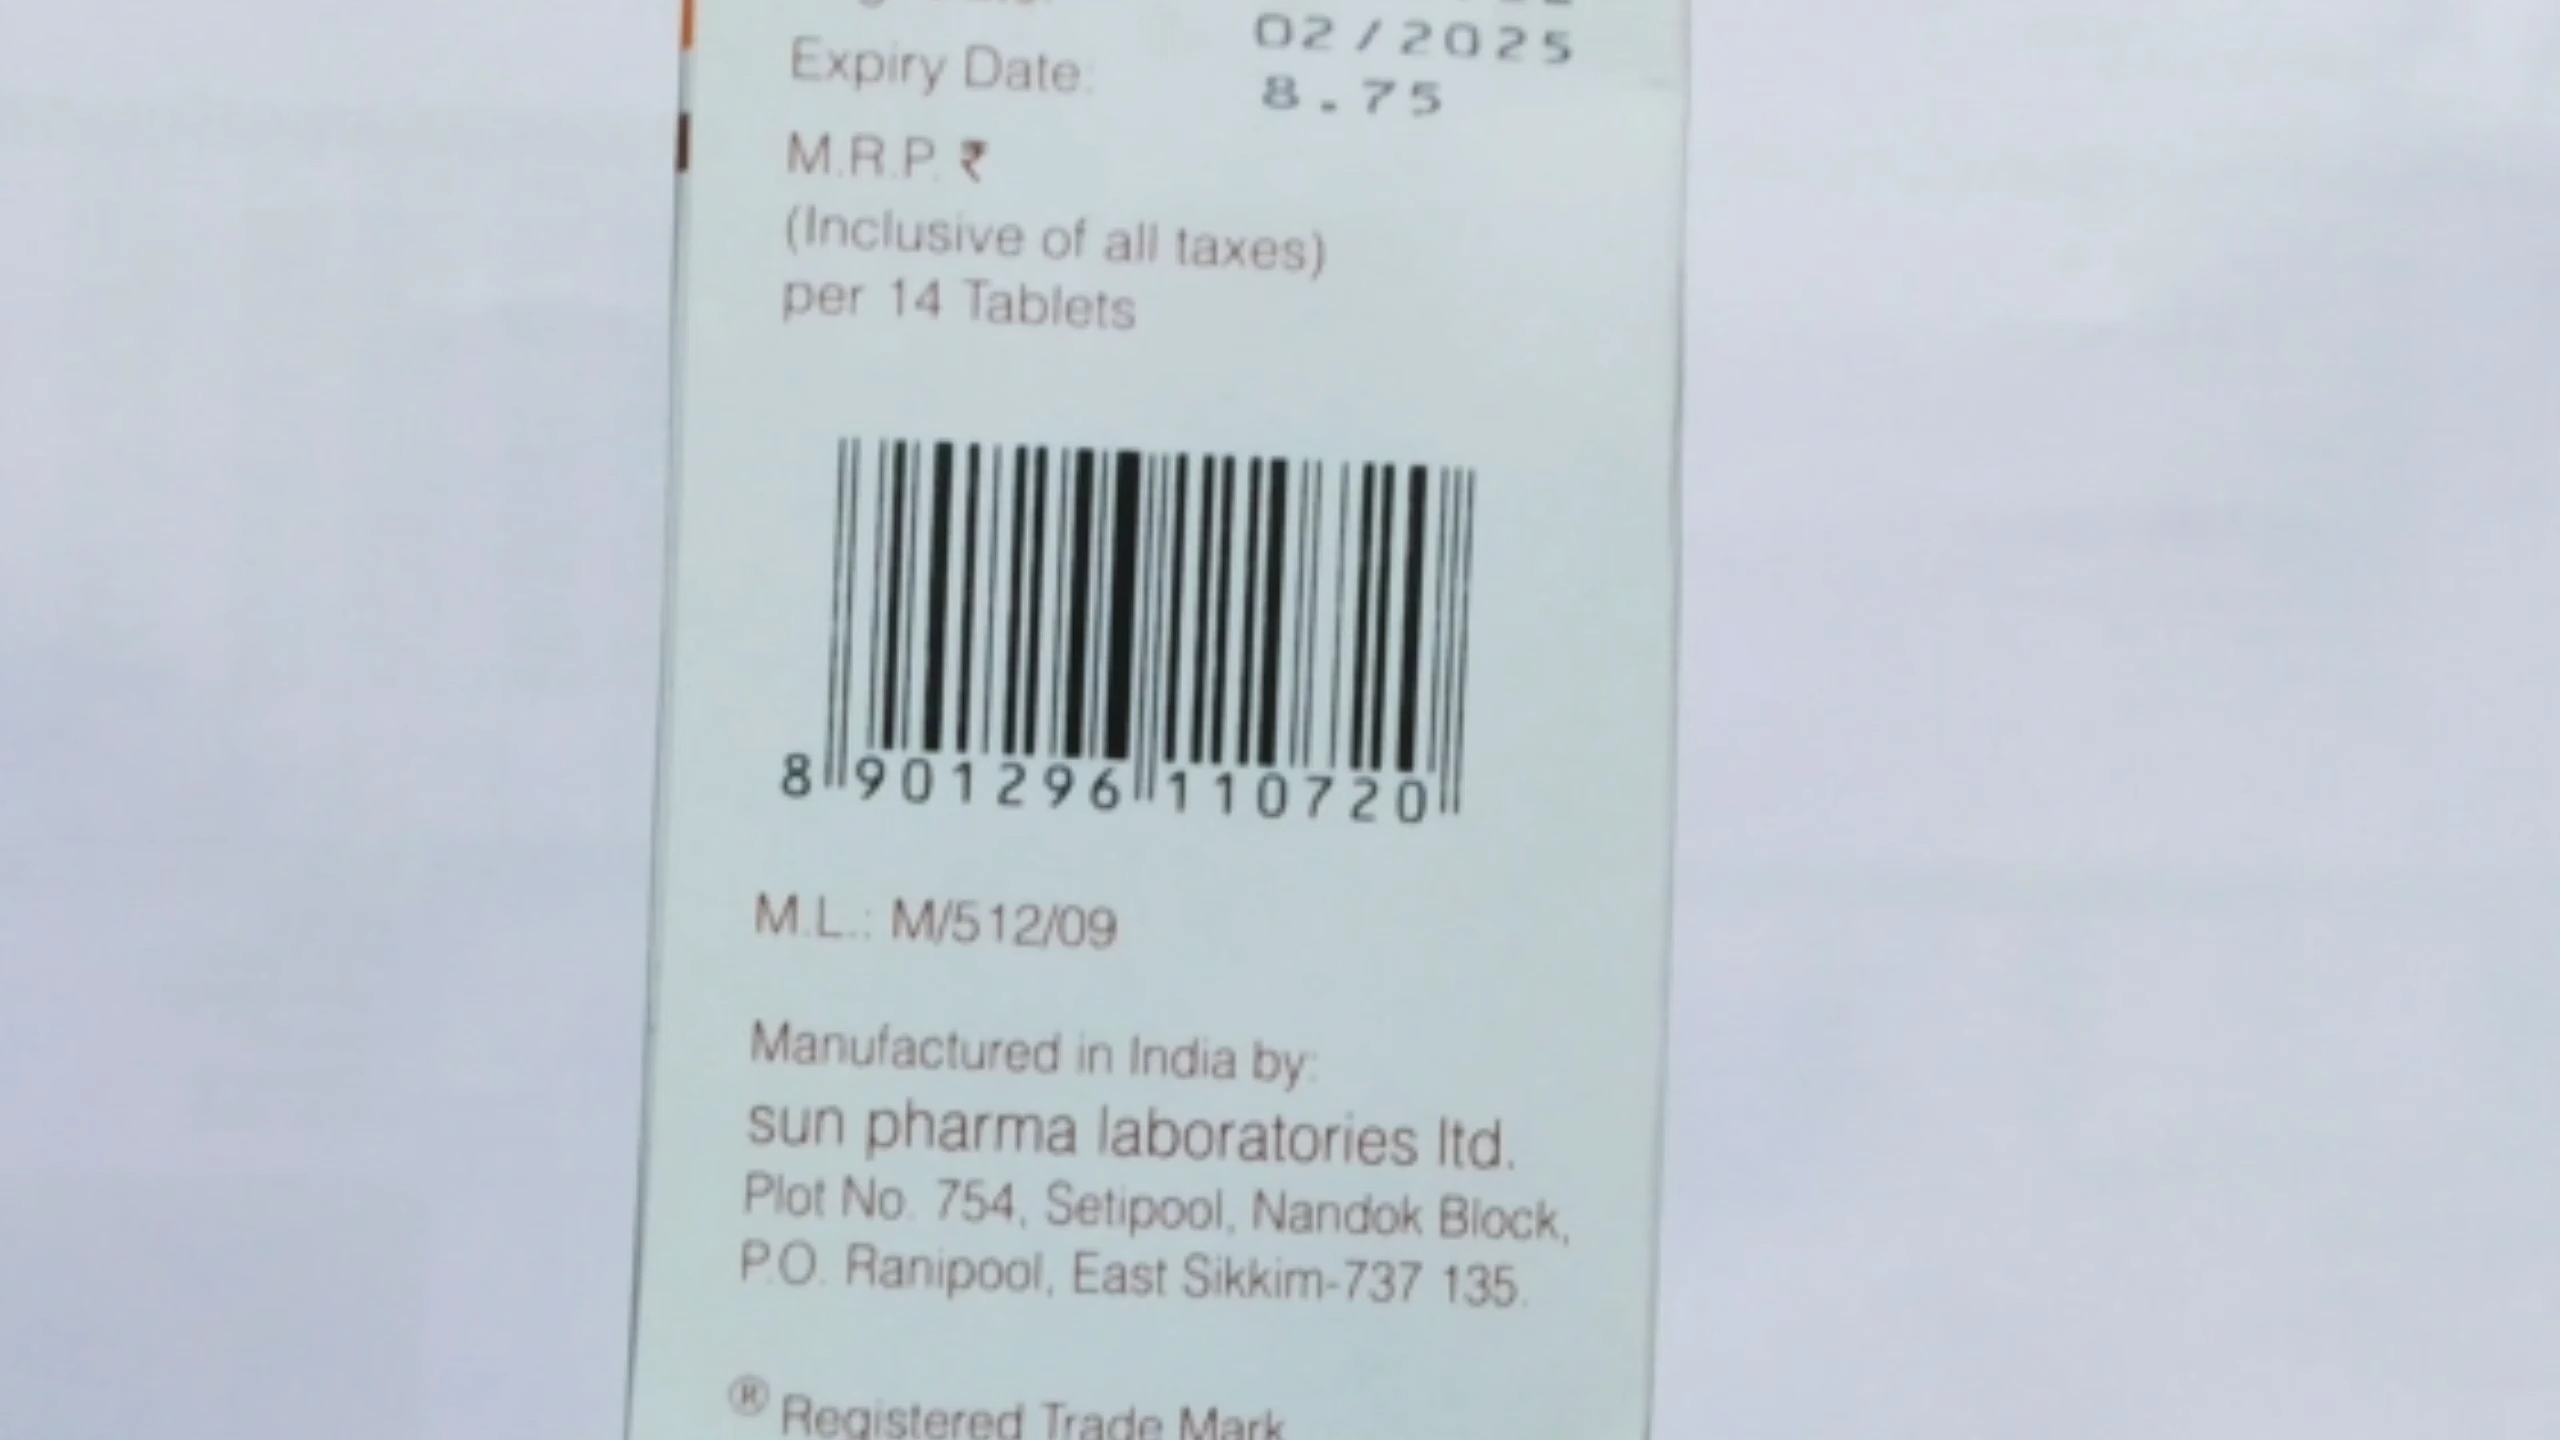 02/2025
Expiry Date:
8.75
M.R.P. ₹
(Inclusive of all taxes)
per 14 Tablets
8 901296 110720
M.L.: M/512/09
Manufactured in India by:
sun pharma laboratories ltd.
Plot No. 754, Setipool, Nandok Block,
P.O. Ranipool, East Sikkim-737 135.
® Registered Trade Mark